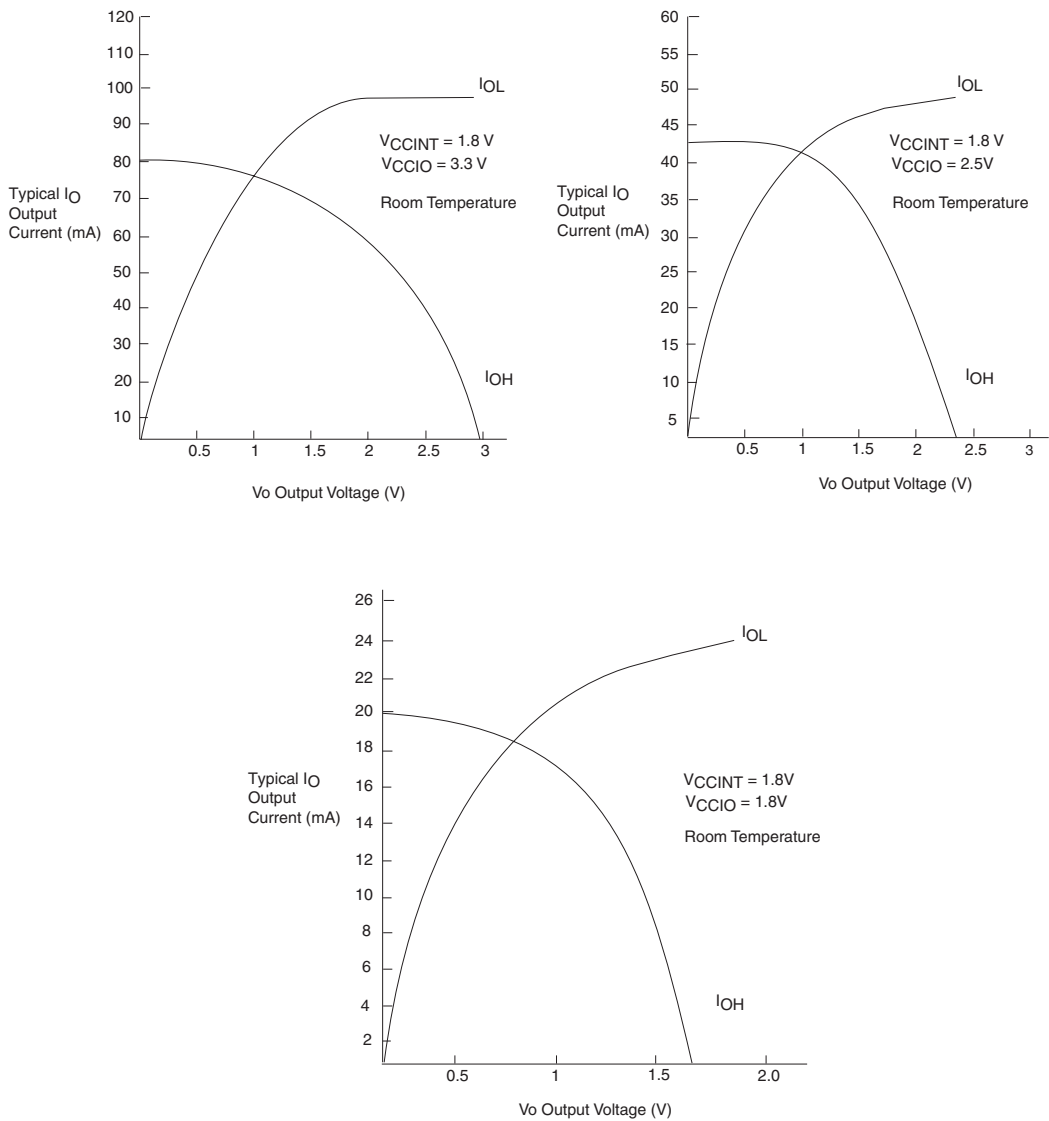 120
110
100
90
80
70
60
50
40
30
20
10
Typical IO
Output
Current (mA)
IOL
VCCINT = 1.8 V
VCCIO = 3.3 V
Room Temperature
IOH
0.5 1 1.5 2 2.5 3
Vo Output Voltage (V)
60
55
50
45
40
35
30
25
20
15
10
5
Typical IO
Output
Current (mA)
IOL
VCCINT = 1.8 V
VCCIO = 2.5V
Room Temperature
IOH
0.5 1 1.5 2 2.5 3
Vo Output Voltage (V)
26
24
22
20
18
16
14
12
10
8
6
4
2
Typical IO
Output
Current (mA)
IOL
VCCINT = 1.8V
VCCIO = 1.8V
Room Temperature
IOH
0.5 1 1.5 2.0
Vo Output Voltage (V)